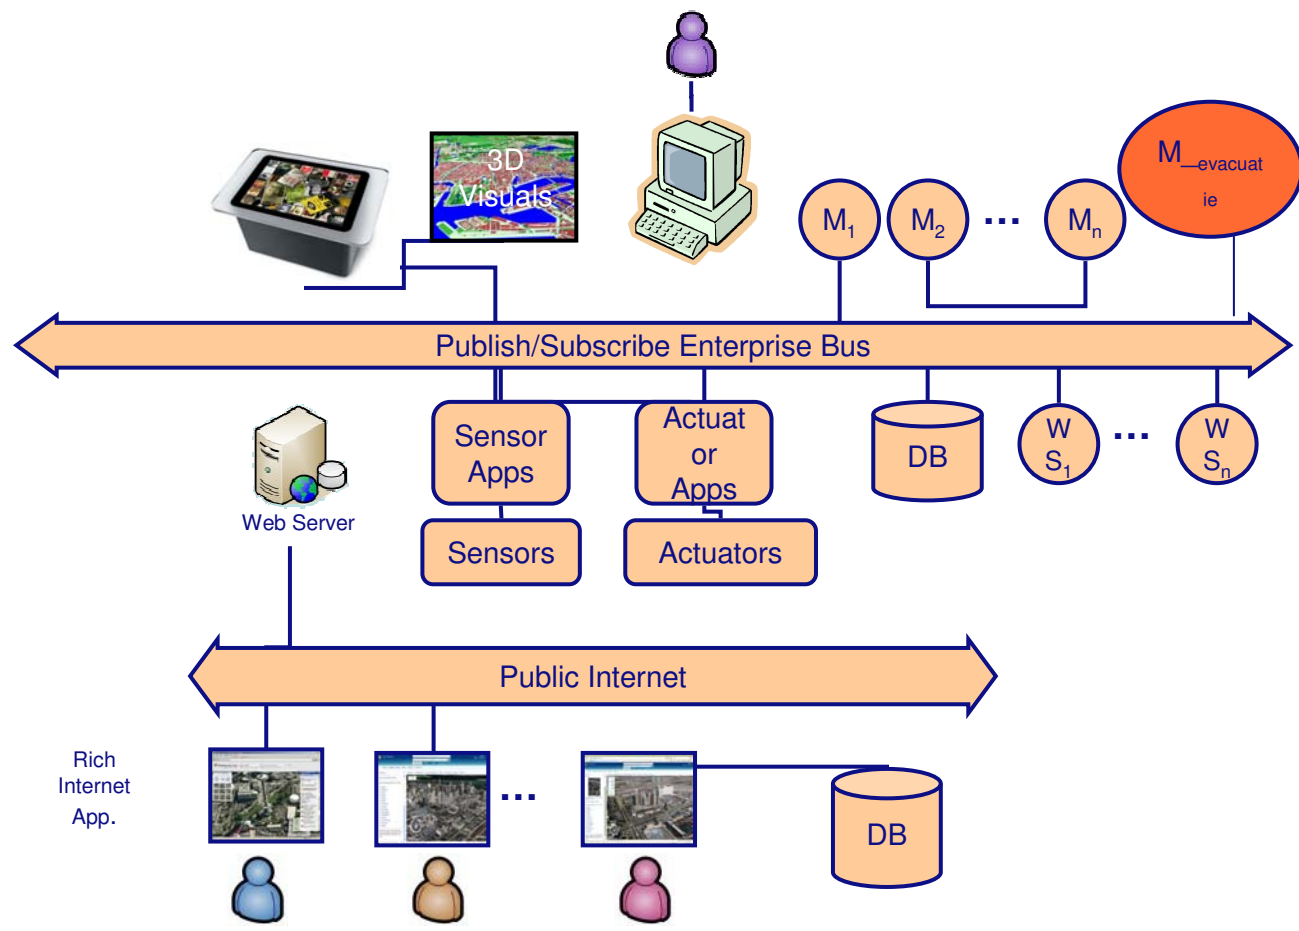 3D
Visuals
M1
M2
...
Mn
M_evacuat
ie
Publish/Subscribe Enterprise Bus
Sensor
Apps
Actuat
or
Apps
DB
W
S1
...
W
Sn
Web Server
Sensors
Actuators
Public Internet
Rich
Internet
App.
...
DB